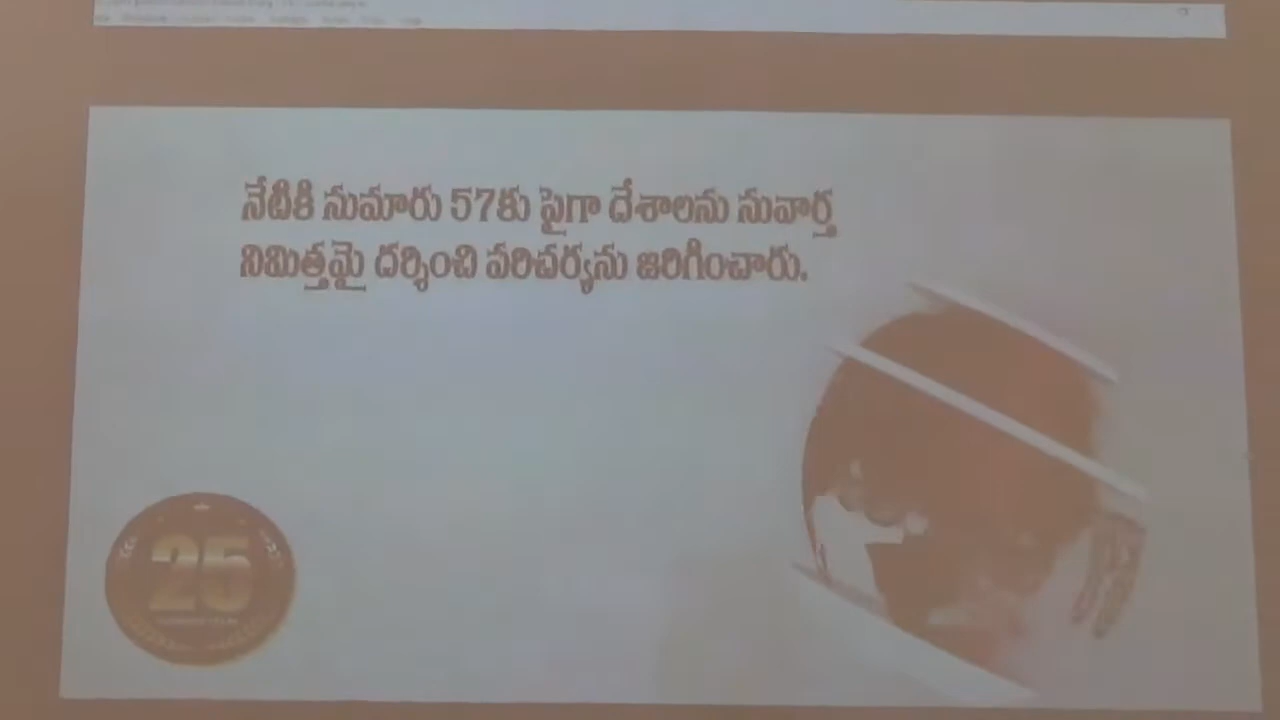 నేటికి సుమారు 57కు పైగా దేశాలను సువార్త
నిమిత్తమై దర్శించి పరిచర్యను జరిగించారు.
25